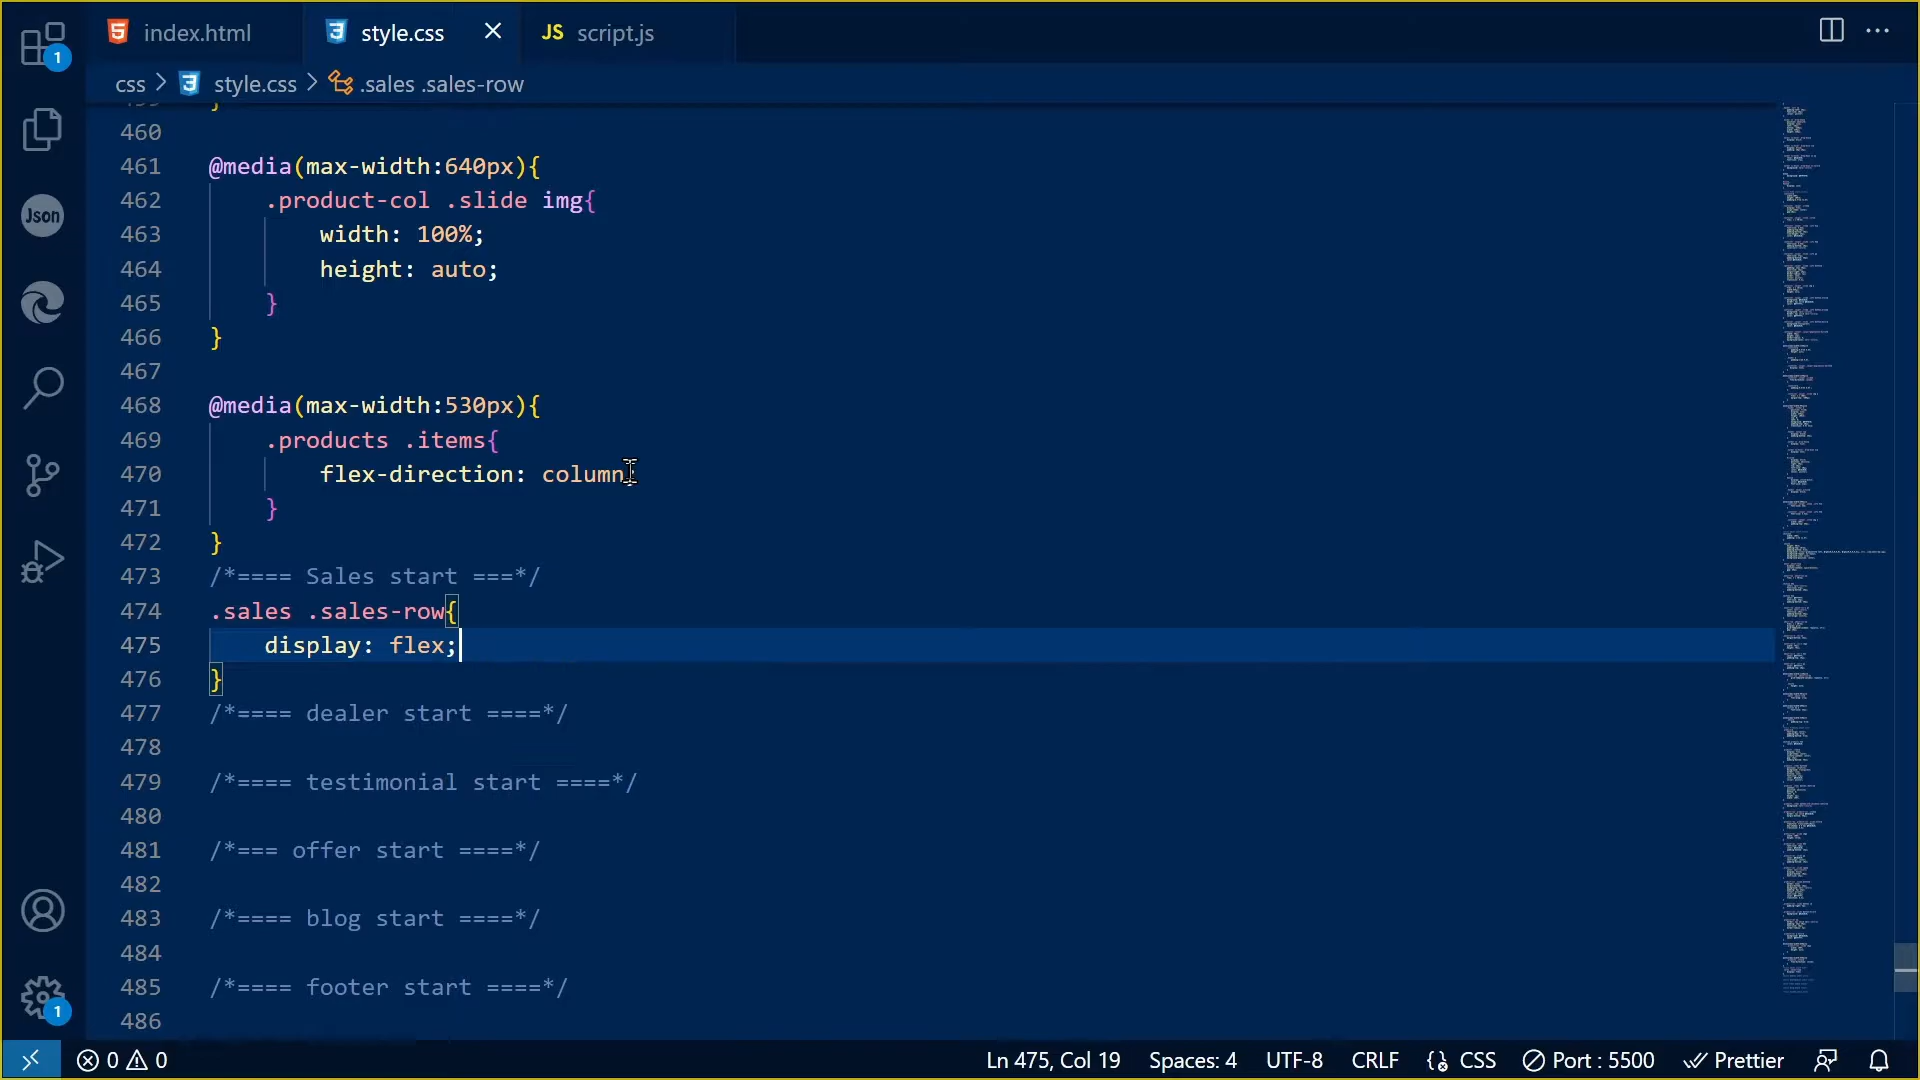 index.html style.css script.js
1
css style.css .sales .sales-row
460
461 @media(max-width:640px){
462 .product-col .slide img{
463 width: 100%;
464 height: auto;
465 }
466 }
467
468 @media(max-width:530px){
469 .products .items{
470 flex-direction: column
471 }
472 }
473 /*==== Sales start ===*/
474 .sales .sales-row{
475 display: flex;
476 }
477 /*==== dealer start ====*/
478
479 /*==== testimonial start ====*/
480
481 /*=== offer start ====*/
482
483 /*==== blog start ====*/
484
485 /*==== footer start ====*/
486
Json
1
0 0 Ln 475, Col 19 Spaces: 4 UTF-8 CRLF CSS Port : 5500 Prettier